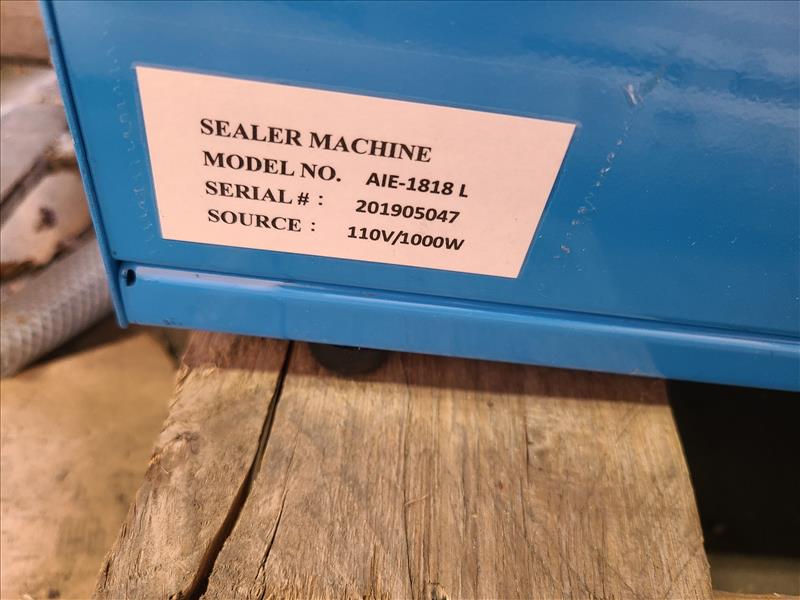 SEALER MACHINE
MODEL NO. AIE-1818 L
SERIAL # : 201905047
SOURCE : 110V/1000W